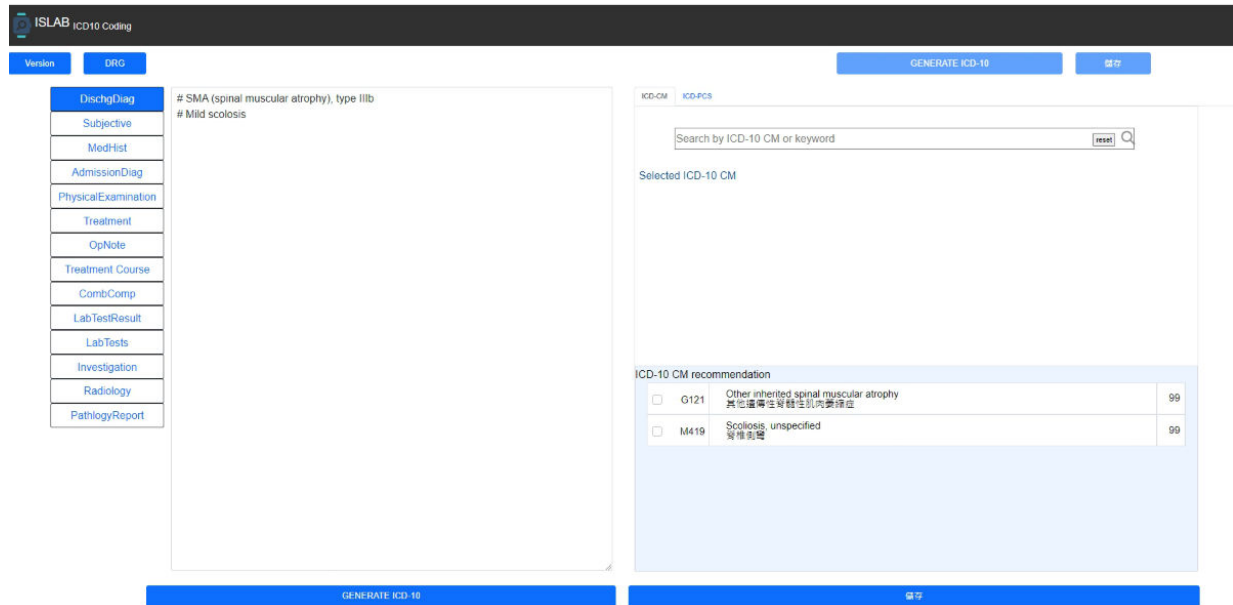 ISLAB ICD10 Coding
Version
DRG
GENERATE ICD-10
儲存
DischgDiag
Subjective
MedHist
AdmissionDiag
PhysicalExamination
Treatment
OpNote
Treatment Course
CombComp
LabTestResult
LabTests
Investigation
Radiology
PathlogyReport
# SMA (spinal muscular atrophy), type IIIb
# Mild scolosis
ICD-CM ICD-PCS
Search by ICD-10 CM or keyword
reset
Selected ICD-10 CM
ICD-10 CM recommendation
G121
Other inherited spinal muscular atrophy
其他遺傳性脊髓性肌肉萎縮症
99
M419
Scoliosis, unspecified
脊椎側彎
99
GENERATE ICD-10
儲存